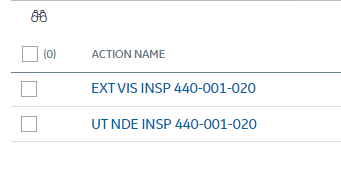 (0) ACTION NAME
EXT VIS INSP 440-001-020
UT NDE INSP 440-001-020